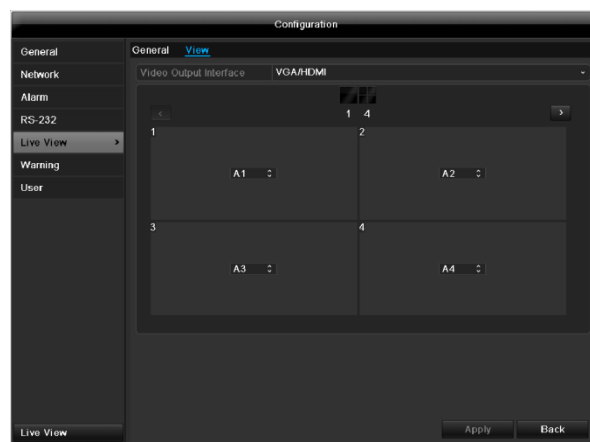 Configuration
General
Network
Alarm
RS-232
Live View >
Warning
User
Live View
General View
Video Output Interface VGA/HDMI
< >
1 4
1 2
A1 A2
3 4
A3 A4
Apply Back